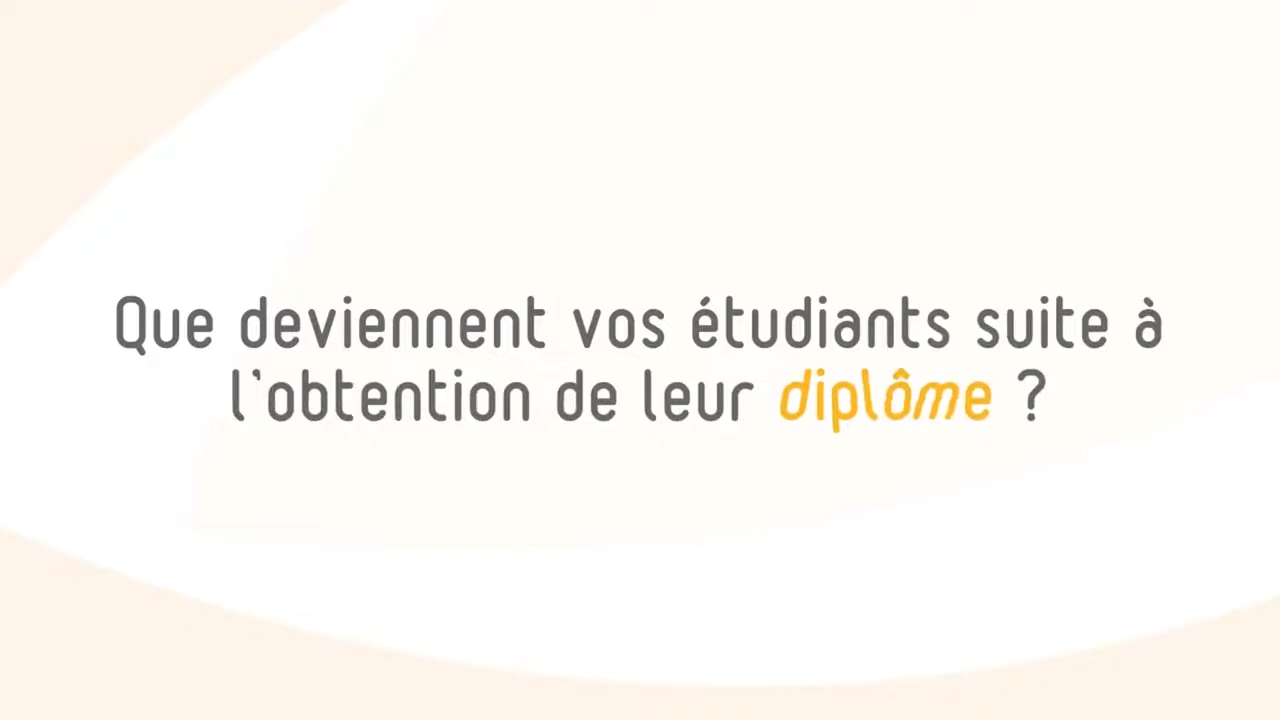 Que deviennent vos étudiants suite à
l'obtention de leur diplôme ?